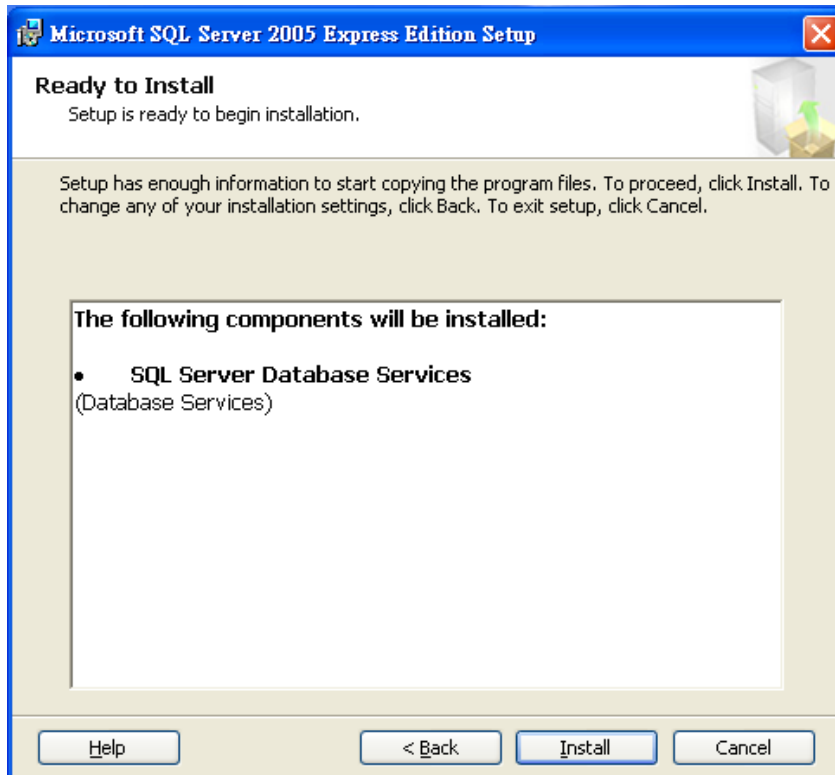 Microsoft SQL Server 2005 Express Edition Setup
Ready to Install
Setup is ready to begin installation.
Setup has enough information to start copying the program files. To proceed, click Install. To
change any of your installation settings, click Back. To exit setup, click Cancel.
The following components will be installed:
• SQL Server Database Services
(Database Services)
Help < Back Install Cancel